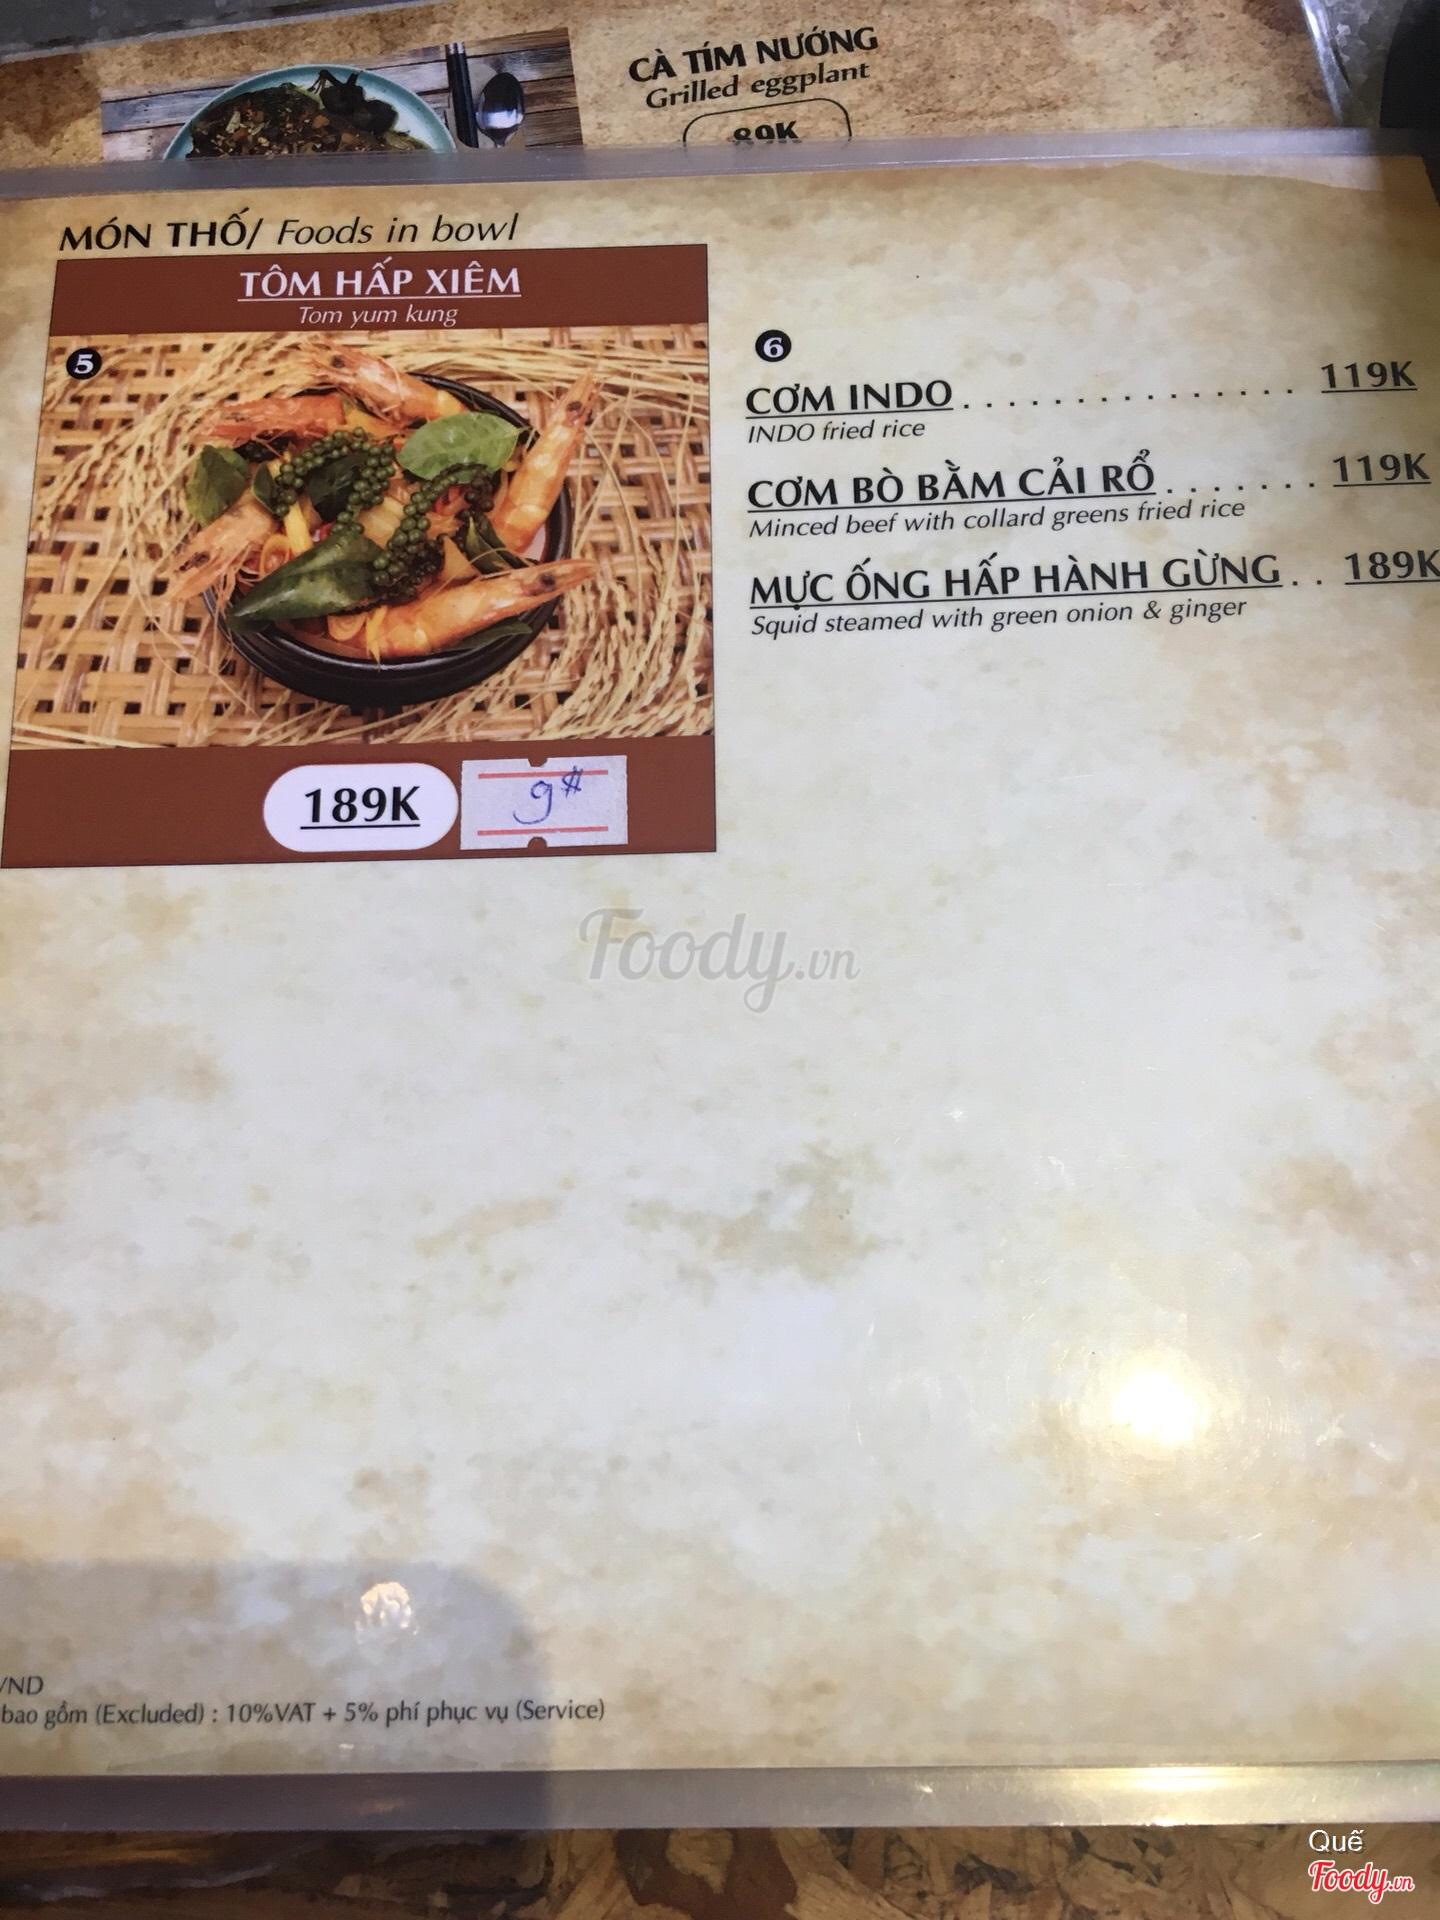 CÀ TÍM NƯỚNG
Grilled eggplant
89K
MÓN THỐ/ Foods in bowl
TÔM HẤP XIÊM
Tom yum kung
5
189K
9#
6
CƠM INDO . . . . . . . . . . . . . . . 119K
INDO fried rice
CƠM BÒ BẰM CẢI RỔ . . . . . . . 119K
Minced beef with collard greens fried rice
MỰC ỐNG HẤP HÀNH GỪNG . . 189K
Squid steamed with green onion & ginger
Foody.vn
VND
bao gồm (Excluded) : 10%VAT + 5% phí phục vụ (Service)
Quế
Foody.vn